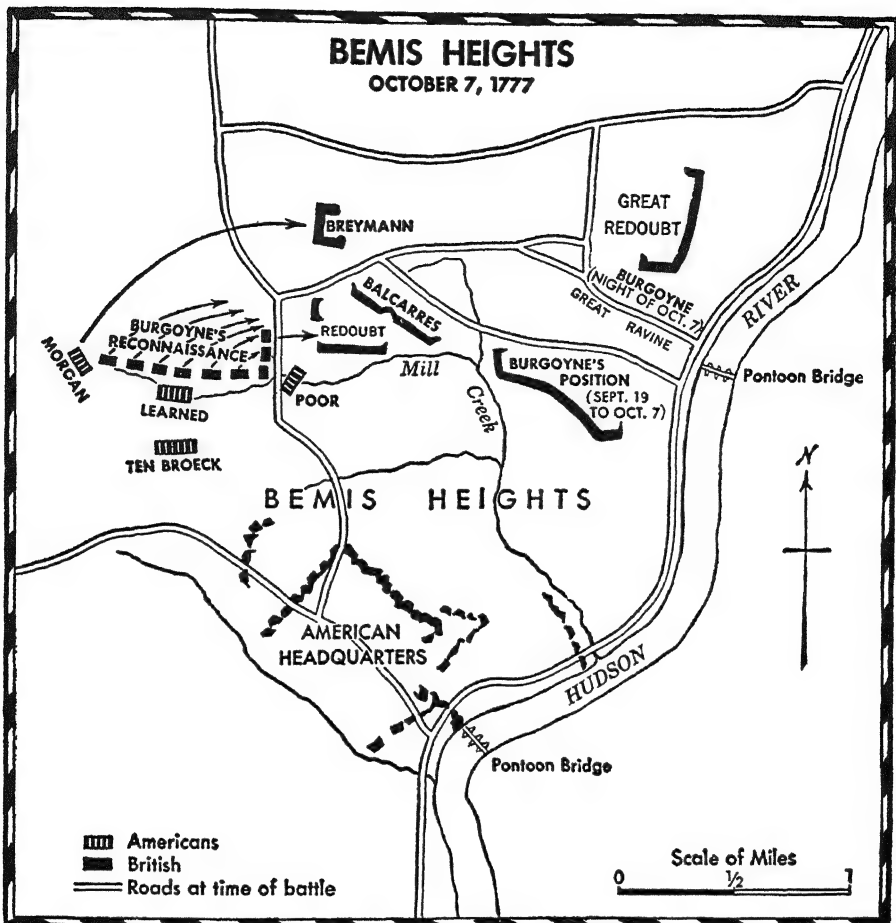 BEMIS HEIGHTS
OCTOBER 7, 1777
GREAT
REDOUBT
BREYMANN
BURGOYNE
(NIGHT OF OCT. 7)
GREAT RAVINE
RIVER
BALCARRES
BURGOYNE'S
RECONNAISSANCE
REDOUBT
MORGAN
Mill
Creek
BURGOYNE'S
POSITION
(SEPT. 19
TO OCT. 7)
Pontoon Bridge
LEARNED
POOR
TEN BROECK
N
BEMIS HEIGHTS
AMERICAN
HEADQUARTERS
HUDSON
Pontoon Bridge
Americans
British
Roads at time of battle
Scale of Miles
0 1/2 1